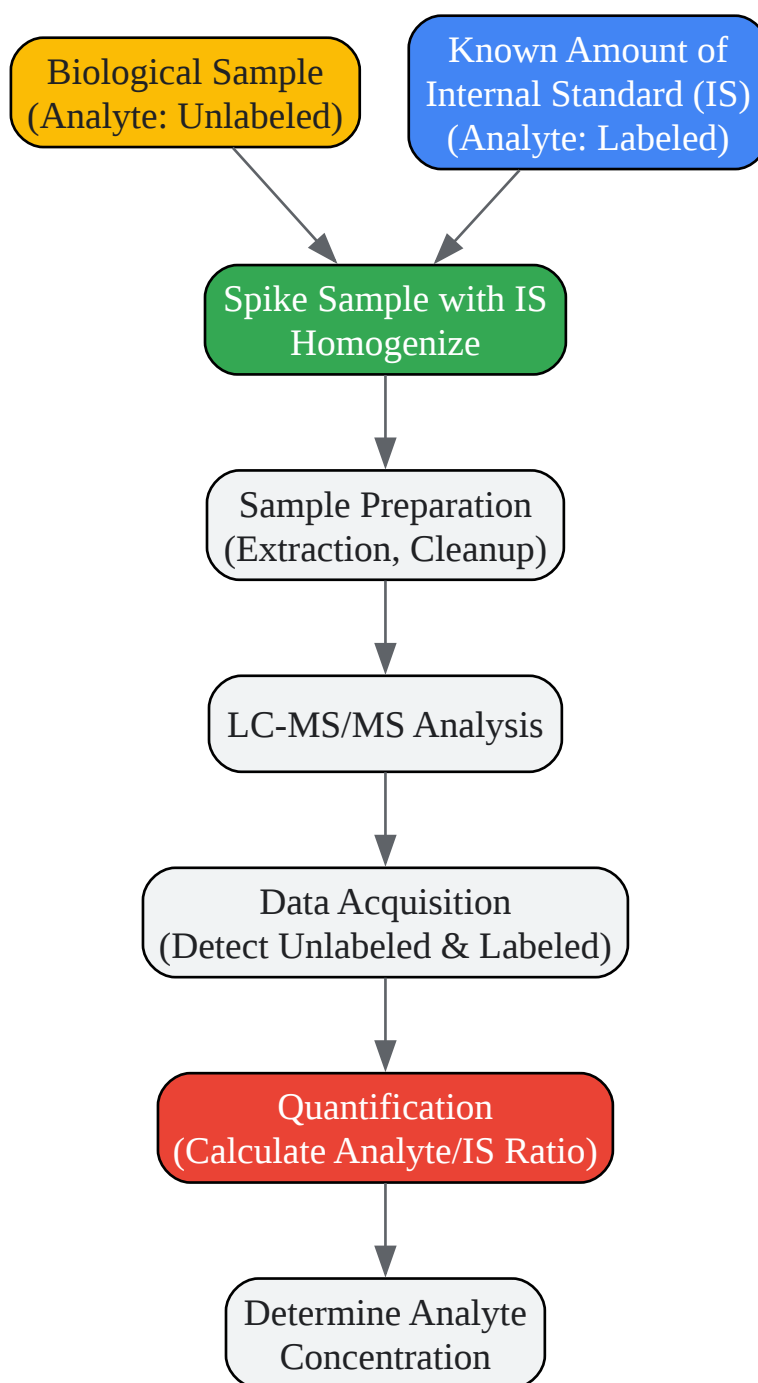 Biological Sample
(Analyte: Unlabeled)
Known Amount of
Internal Standard (IS)
(Analyte: Labeled)
Spike Sample with IS
Homogenize
Sample Preparation
(Extraction, Cleanup)
LC-MS/MS Analysis
Data Acquisition
(Detect Unlabeled & Labeled)
Quantification
(Calculate Analyte/IS Ratio)
Determine Analyte
Concentration